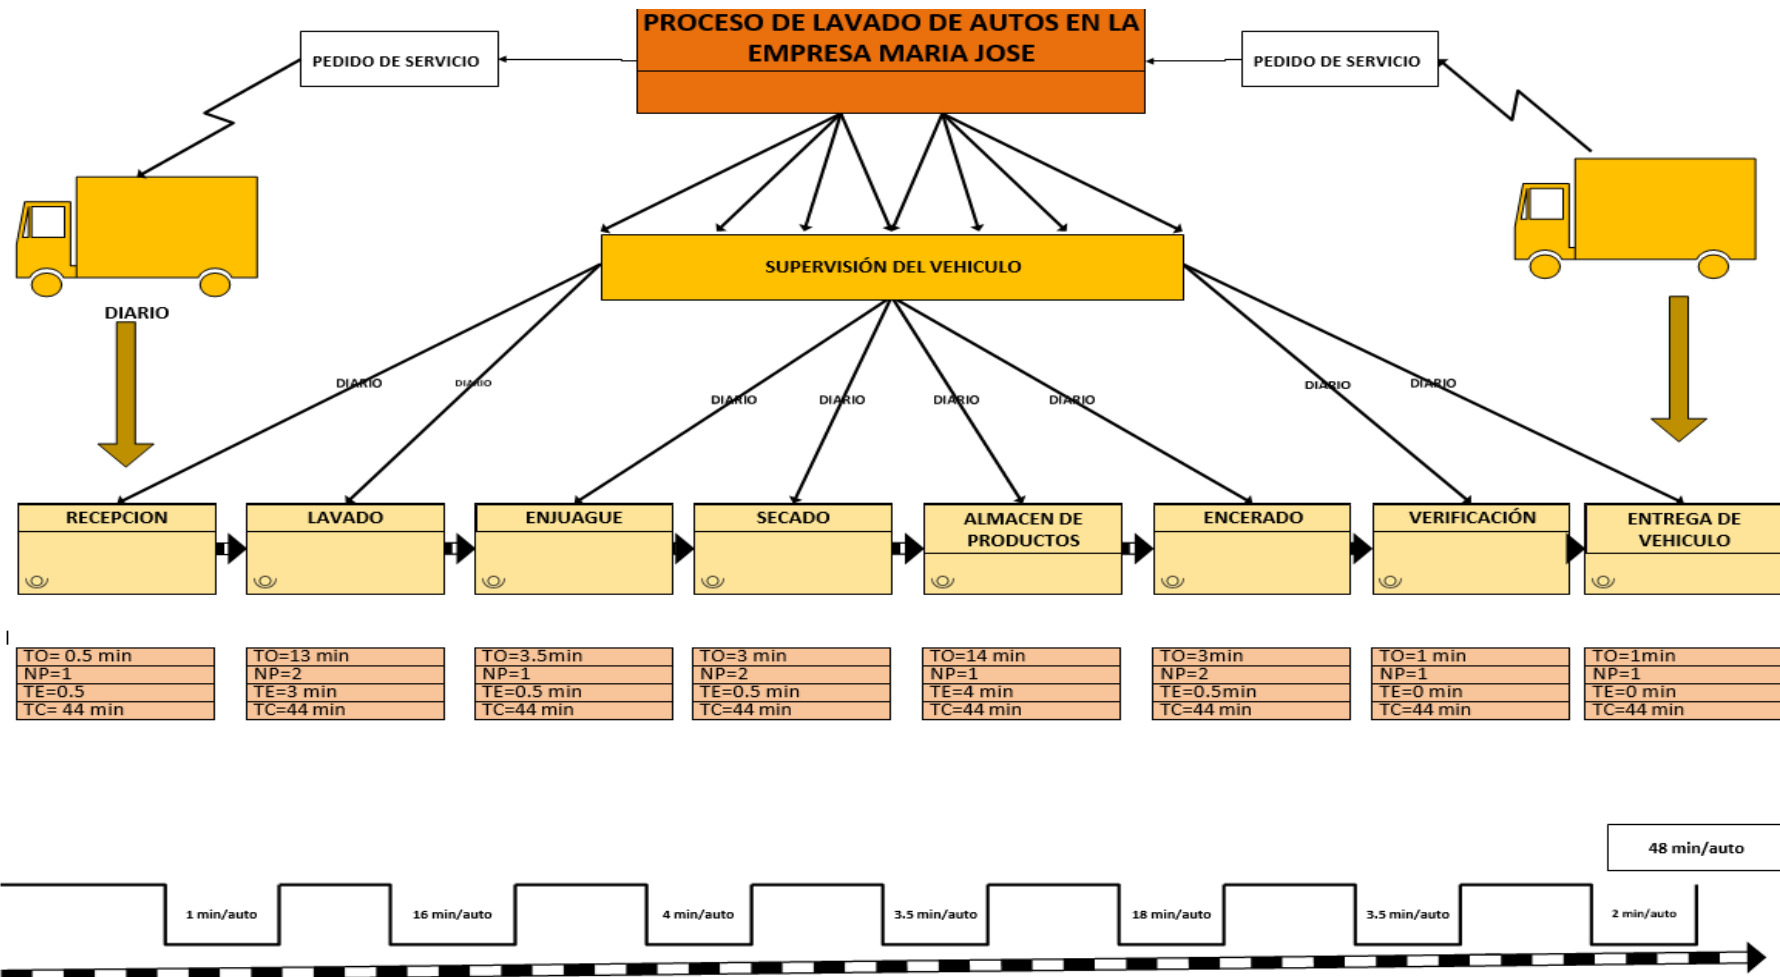 PROCESO DE LAVADO DE AUTOS EN LA
EMPRESA MARIA JOSE
PEDIDO DE SERVICIO
PEDIDO DE SERVICIO
SUPERVISIÓN DEL VEHICULO
DIARIO
DIARIO
DIARIO
DIARIO
DIARIO
DIARIO
DIARIO
DIARIO
DIARIO
RECEPCION
LAVADO
ENJUAGUE
SECADO
ALMACEN DE
PRODUCTOS
ENCERADO
VERIFICACIÓN
ENTREGA DE
VEHICULO
TO= 0.5 min
NP=1
TE=0.5
TC= 44 min
TO=13 min
NP=2
TE=3 min
TC=44 min
TO=3.5min
NP=1
TE=0.5 min
TC=44 min
TO=3 min
NP=2
TE=0.5 min
TC=44 min
TO=14 min
NP=1
TE=4 min
TC=44 min
TO=3min
NP=2
TE=0.5min
TC=44 min
TO=1 min
NP=1
TE=0 min
TC=44 min
TO=1min
NP=1
TE=0 min
TC=44 min
48 min/auto
1 min/auto
16 min/auto
4 min/auto
3.5 min/auto
18 min/auto
3.5 min/auto
2 min/auto